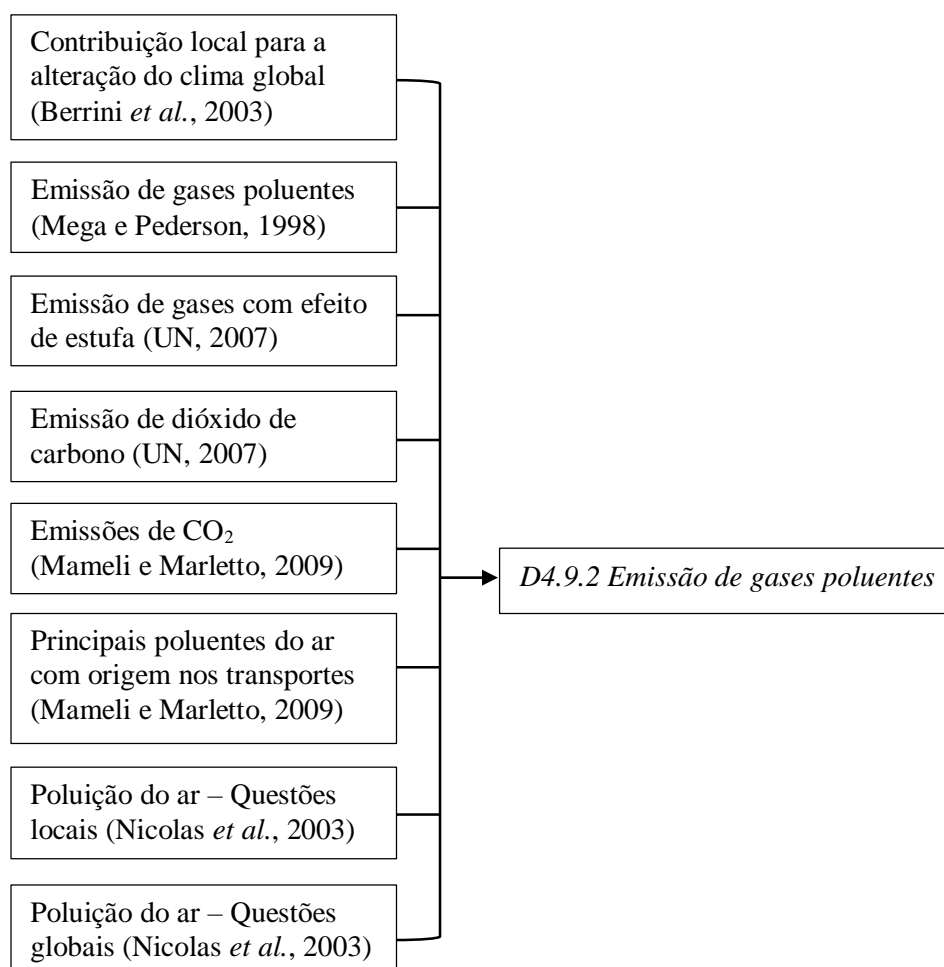 Contribuição local para a
alteração do clima global
(Berrini et al., 2003)
Emissão de gases poluentes
(Mega e Pederson, 1998)
Emissão de gases com efeito
de estufa (UN, 2007)
Emissão de dióxido de
carbono (UN, 2007)
Emissões de CO₂
(Mameli e Marletto, 2009)
Principais poluentes do ar
com origem nos transportes
(Mameli e Marletto, 2009)
Poluição do ar – Questões
locais (Nicolas et al., 2003)
Poluição do ar – Questões
globais (Nicolas et al., 2003)
D4.9.2 Emissão de gases poluentes